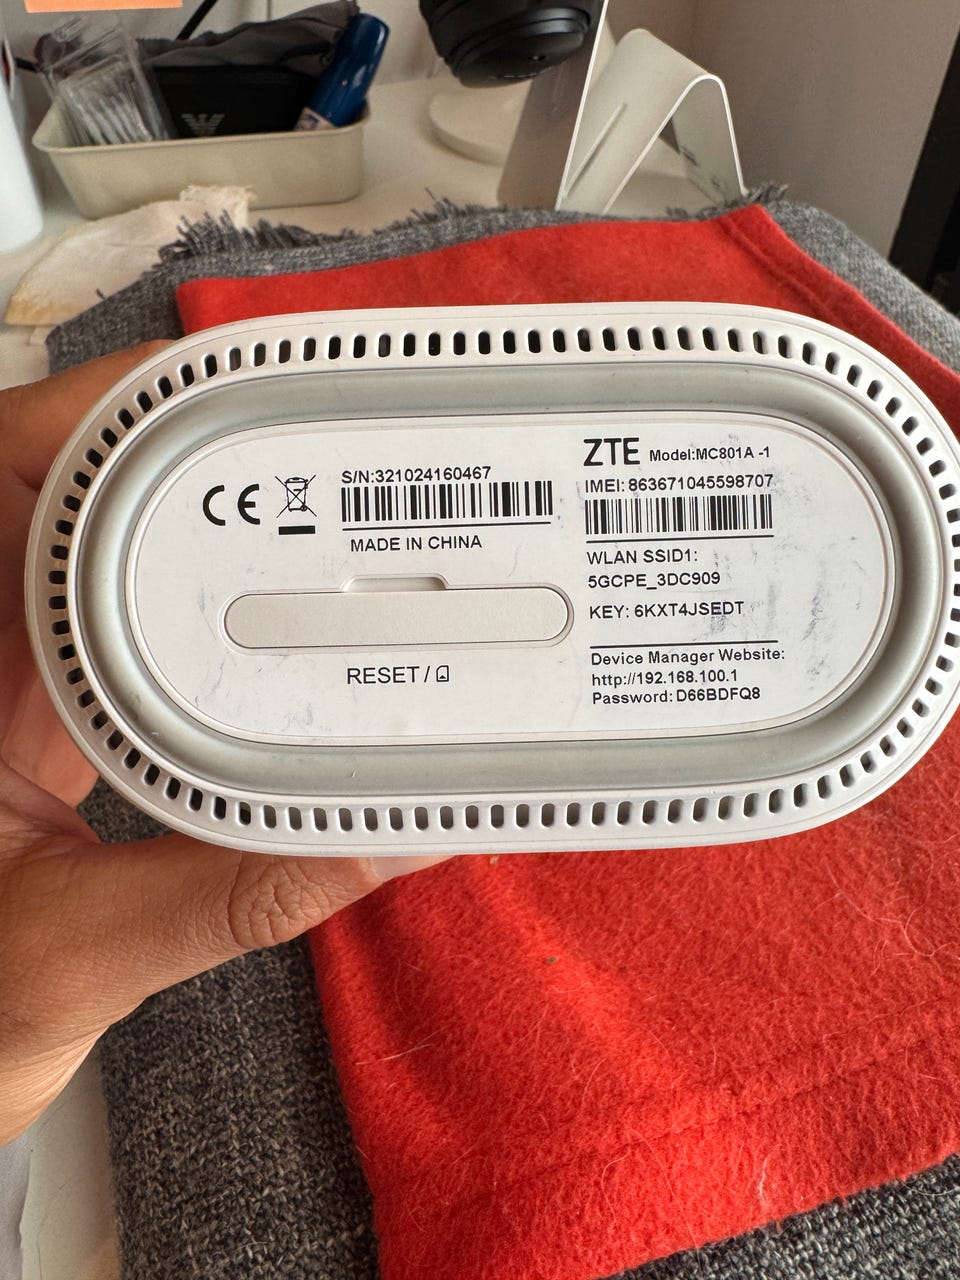 S/N:321024160467
MADE IN CHINA
RESET /
ZTE Model:MC801A -1
IMEI: 863671045598707
WLAN SSID1:
5GCPE_3DC909
KEY: 6KXT4JSEDT
Device Manager Website:
http://192.168.100.1
Password: D66BDFQ8